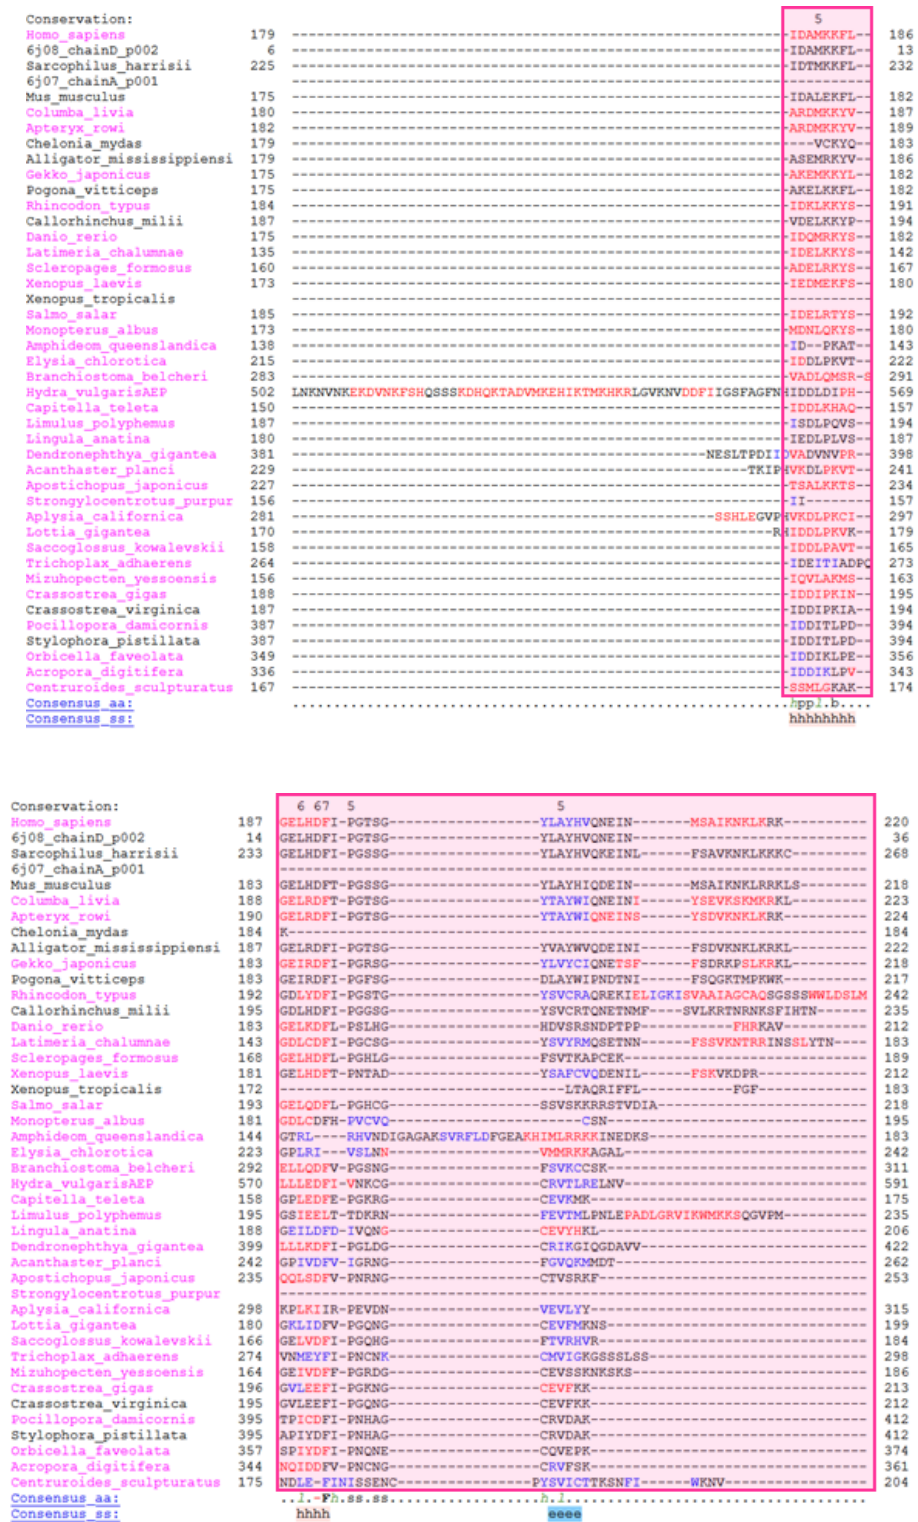 Conservation: 5
Homo_sapiens 179 ------IDAMKKFL-- 186
6j08_chainD_p002 6 ------IDAMKKFL-- 13
Sarcophilus_harrisii 225 ------IDTMKKFL-- 232
6j07_chainA_p001 ------
Mus_musculus 175 ------IDALEKFL-- 182
Columba_livia 180 ------ARDMKKYV-- 187
Apteryx_rowi 182 ------ARDMKKYV-- 189
Chelonia_mydas 179 ------VCKYQ-- 183
Alligator_mississippiensi 179 ------ASEMRKYV-- 186
Gekko_japonicus 175 ------AKEMKKYL-- 182
Pogona_vitticeps 175 ------AKELKKFL-- 182
Rhincodon_typus 184 ------IDKLKKYS-- 191
Callorhinchus_milii 187 ------VDELKKYP-- 194
Danio_rerio 175 ------IDQMRKYS-- 182
Latimeria_chalumnae 135 ------IDELKKYS-- 142
Scleropages_formosus 160 ------ADELRKYS-- 167
Xenopus_laevis 173 ------IEDMEKFS-- 180
Xenopus_tropicalis ------
Salmo_salar 185 ------IDELRTYS-- 192
Monopterus_albus 173 ------MDNLQKYS-- 180
Amphideom_queenslandica 138 ------ID--PKAT-- 143
Elysia_chlorotica 215 ------IDDLPKVT-- 222
Branchiostoma_belcheri 283 ------VADLQMSR-S 291
Hydra_vulgarisAEP 502 LNKNVNKEKDVNKFSHQSSSKDHQKTADVMKEHIKTMKHKRLGVKNVDDFIIGSFAGFNHIDDLDIPH-- 569
Capitella_teleta 150 ------IDDLKHAQ-- 157
Limulus_polyphemus 187 ------ISDLPQVS-- 194
Lingula_anatina 180 ------IEDLPLVS-- 187
Dendronephthya_gigantea 381 ------NESLTPDIIDVADVNVPR-- 398
Acanthaster_planci 229 ------TKIPHVKDLPKVT-- 241
Apostichopus_japonicus 227 ------TSALKKTS-- 234
Strongylocentrotus_purpur 156 ------II------ 157
Aplysia_californica 281 ------SSHLEGVPHVKDLPKCI-- 297
Lottia_gigantea 170 ------RHIDDLPKVK-- 179
Saccoglossus_kowalevskii 158 ------IDDLPAVT-- 165
Trichoplax_adhaerens 264 ------IDEITIADPQ 273
Mizuhopecten_yessoensis 156 ------IQVLAKMS-- 163
Crassostrea_gigas 188 ------IDDIPKIN-- 195
Crassostrea_virginica 187 ------IDDIPKIA-- 194
Pocillopora_damicornis 387 ------IDDITLPD-- 394
Stylophora_pistillata 387 ------IDDITLPD-- 394
Orbicella_faveolata 349 ------IDDIKLPE-- 356
Acropora_digitifera 336 ------IDDIKLPV-- 343
Centruroides_sculpturatus 167 ------SSMLGKAK-- 174
Consensus_aa: ......hppl.b....
Consensus_ss: hhhhhhhh
Conservation: 6 67 5 5
Homo_sapiens 187 GELHDFI-PGTSG------YLAYHVQNEIN------MSAIKNKLKRK------ 220
6j08_chainD_p002 14 GELHDFI-PGTSG------YLAYHVQNEIN------ 36
Sarcophilus_harrisii 233 GELHDFI-PGSSG------YLAYHVQKEIN------FSAVKNKLKKKC------ 268
6j07_chainA_p001 ------
Mus_musculus 183 GELHDFT-PGSSG------YLAYHIQDEIN------MSAIKNKLRRKLS------ 218
Columba_livia 188 GELRDFI-PGTSG------YTAYWIQNEINI-----YSEVKSKMKRKL------ 223
Apteryx_rowi 190 GELRDFT-PGTSG------YTAYWIQNEINS-----YSDVKNKLKRK------ 224
Chelonia_mydas 184 K------ 184
Alligator_mississippiensi 187 GELRDFI-PGTSG------YVAYWVQDEINI-----FSDVKNKLKRKL------ 222
Gekko_japonicus 183 GEIRDFI-PGRSG------YLVYCIQNETSF-----FSDRKPSLKRKL------ 218
Pogona_vitticeps 183 GEIRDFI-PGFSG------DLAYWIPNDTNI-----FSQGKTMPKWK------ 217
Rhincodon_typus 192 GDLYDFI-PGSTG------YSVCRAQREKIELIGKISVAAIAGCAQSGSSSWWLDSLM 242
Callorhinchus_milii 195 GDLHDFI-PGGSG------YSVCRTQNETNMF----SVLKRTNRNKSFIHTN------ 235
Danio_rerio 183 GELKDFL-PSLHG------HDVSRSNDPTPP------FHRKAV------ 212
Latimeria_chalumnae 143 GDLCDFI-PGCSG------YSVYRMQSETNN-----FSSVKNTRRINSSLYTN------ 183
Scleropages_formosus 168 GELHDFL-PGHLG------FSVTKAPCEK------ 189
Xenopus_laevis 181 GELHDFT-PNTAD------YSAFCVQDENIL-----FSKVKDPR------ 212
Xenopus_tropicalis 172 ------LTAQRIFFL------FGF------ 183
Salmo_salar 193 GELQDFL-PGHCG------SSVSKKRRSTVDIA------ 218
Monopterus_albus 181 GDLCDFH-PVCVQ------CSN------ 195
Amphideom_queenslandica 144 GTRL---RHVNDIGAGAKSVRFLDFGEAKHIMLRRKKINEDKS------ 183
Elysia_chlorotica 223 GPLRI---VSLNN------VMMRKKAGAL------ 242
Branchiostoma_belcheri 292 ELLQDFV-PGSNG------FSVKCCSK------ 311
Hydra_vulgarisAEP 570 LLLEDFI-VNKCG------CRVTLRELNV------ 591
Capitella_teleta 158 GPLEDFE-PGKRG------CEVKMK------ 175
Limulus_polyphemus 195 GSIEELT-TDKRN------FEVTMLPNLEPADLGRVIKWMKKSQGVPM------ 235
Lingula_anatina 188 GEILDFD-IVQNG------CEVYHKL------ 206
Dendronephthya_gigantea 399 LLLKDFI-PGLDG------CRIKGIQGDAVV------ 422
Acanthaster_planci 242 GPIVDFV-IGRNG------FGVQKMMDT------ 262
Apostichopus_japonicus 235 QQLSDFV-PNRNG------CTVSRKF------ 253
Strongylocentrotus_purpur ------
Aplysia_californica 298 KPLKIIR-PEVDN------VEVLYY------ 315
Lottia_gigantea 180 GKLIDFV-PGQNG------CEVFMKNS------ 199
Saccoglossus_kowalevskii 166 GELVDFI-PGQHG------FTVRHVR------ 184
Trichoplax_adhaerens 274 VNMEYFI-PNCNK------CMVIGKGSSSLSS------ 298
Mizuhopecten_yessoensis 164 GEIVDFF-PGRDG------CEVSSKNKSKS------ 186
Crassostrea_gigas 196 GVLEEFI-PGKNG------CEVFKK------ 213
Crassostrea_virginica 195 GVLEEFI-PGQNG------CEVFKK------ 212
Pocillopora_damicornis 395 TPICDFI-PNHAG------CRVDAK------ 412
Stylophora_pistillata 395 APIYDFI-PNHAG------CRVDAK------ 412
Orbicella_faveolata 357 SPIYDFI-PNQNE------CQVEPK------ 374
Acropora_digitifera 344 NQIDDFV-PNCNG------CRVFSK------ 361
Centruroides_sculpturatus 175 NDLE-FINISSENC------PYSVICTTKSNFI-----WKNV------ 204
Consensus_aa: ..l.-Fh.ss.ss......h.l......
Consensus_ss: hhhh eeee